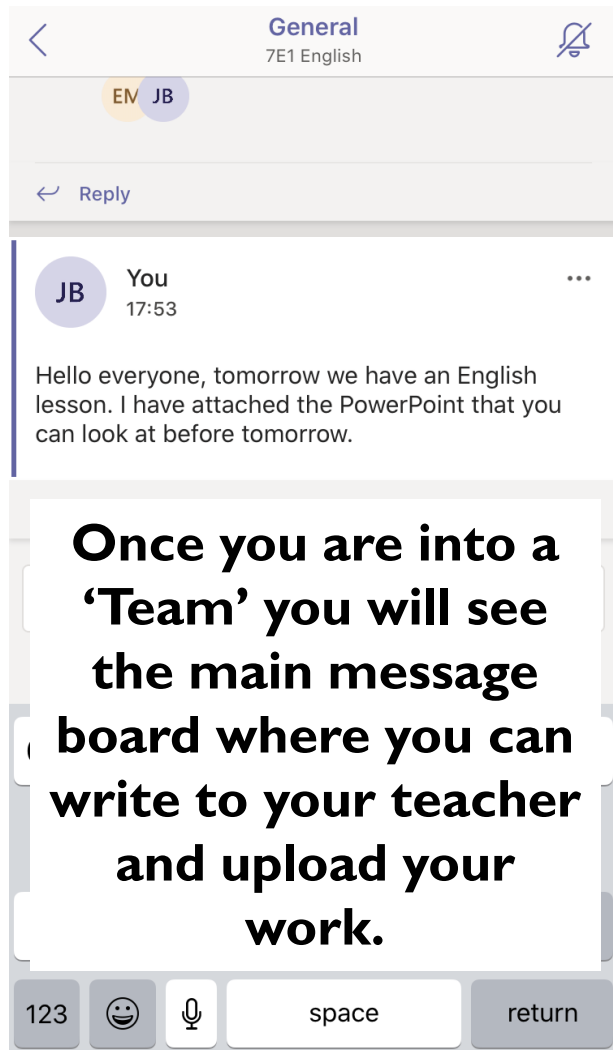 General
7E1 English
EM JB
Reply
JB
You
17:53
Hello everyone, tomorrow we have an English
lesson. I have attached the PowerPoint that you
can look at before tomorrow.
Once you are into a
‘Team’ you will see
the main message
board where you can
write to your teacher
and upload your
work.
123 space return